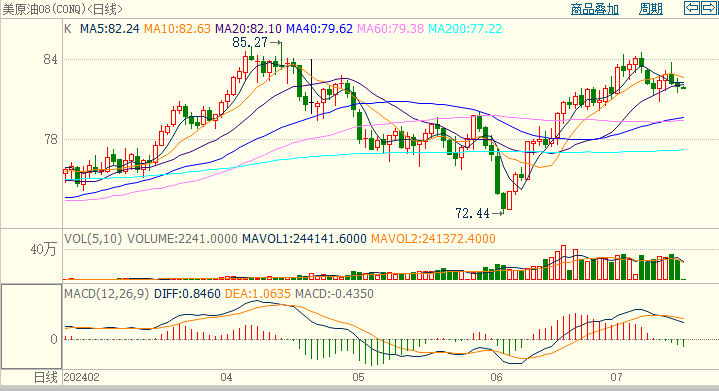 美原油08(CONQ)<日线> 商品叠加 周期
K MA5:82.24 MA10:82.63 MA20:82.10 MA40:79.62 MA60:79.38 MA200:77.22
85.27
84
78
72.44
VOL(5,10) VOLUME:2241.0000 MAVOL1:244141.6000 MAVOL2:241372.4000
40万
MACD(12,26,9) DIFF:0.8460 DEA:1.0635 MACD:-0.4350
0
日线 202402 04 05 06 07